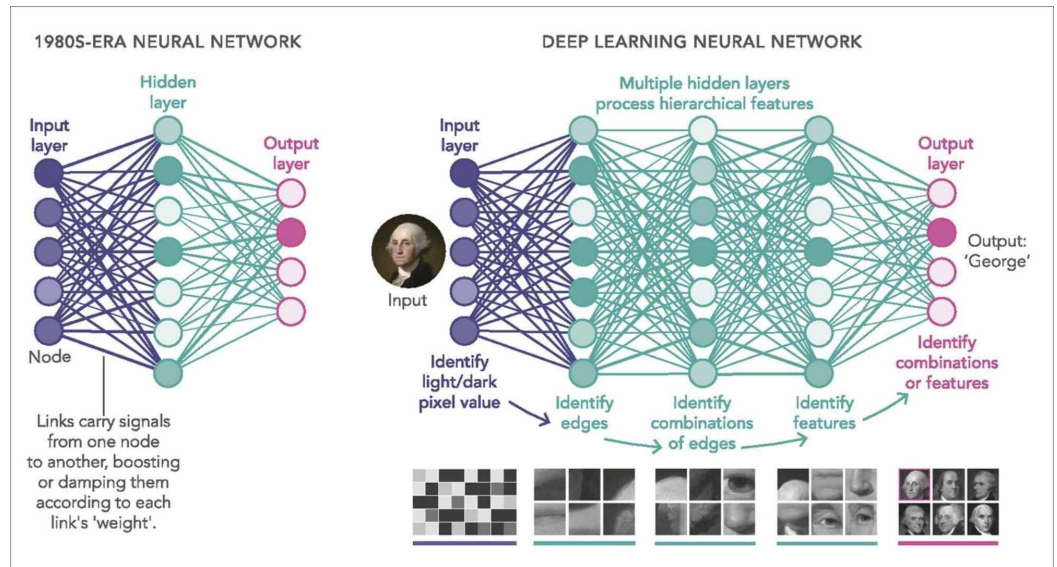 1980S-ERA NEURAL NETWORK
Hidden
layer
Input
layer
Output
layer
Node
Links carry signals
from one node
to another, boosting
or damping them
according to each
link's 'weight'.
DEEP LEARNING NEURAL NETWORK
Multiple hidden layers
process hierarchical features
Input
layer
Output
layer
Input
Output:
'George'
Identify
light/dark
pixel value
Identify
edges
Identify
combinations
of edges
Identify
features
Identify
combinations
or features